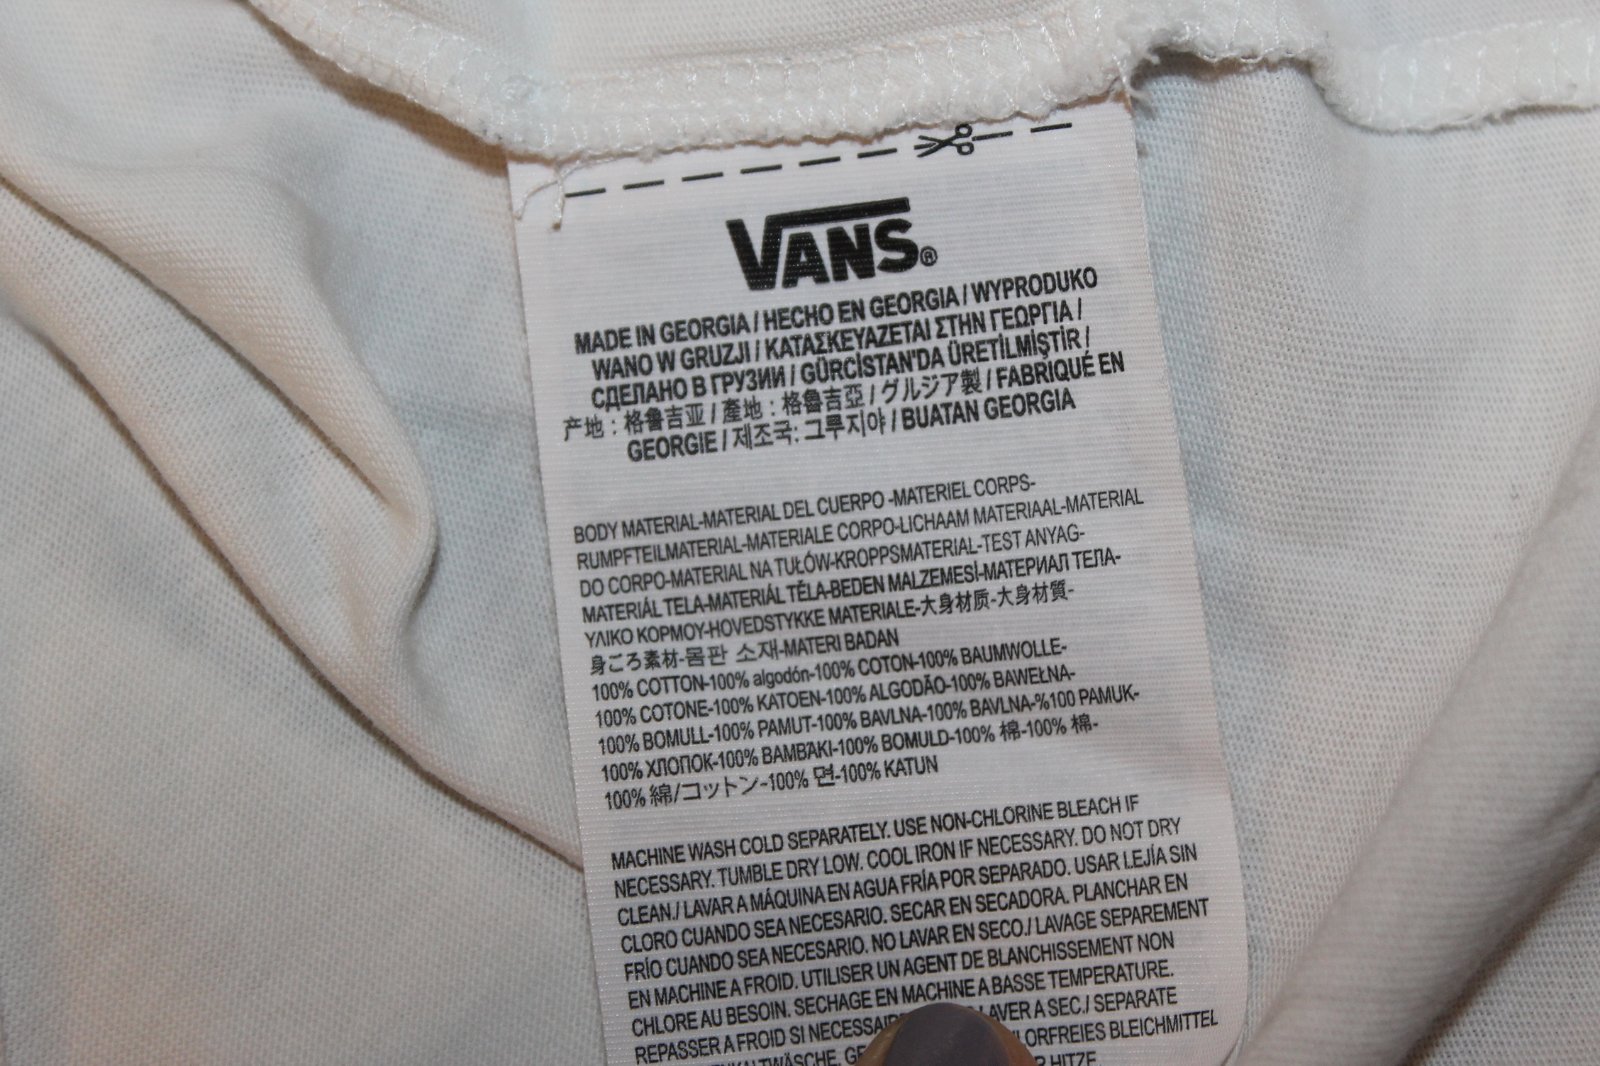 VANS®
MADE IN GEORGIA / HECHO EN GEORGIA / WYPRODUKO
WANO W GRUZJI / ΚΑΤΑΣΚΕΥΑΖΕΤΑΙ ΣΤΗΝ ΓΕΩΡΓΙΑ /
СДЕЛАНО В ГРУЗИИ / GÜRCİSTAN'DA ÜRETİLMİŞTİR /
产地 : 格鲁吉亚 / 產地 : 格魯吉亞 / グルジア製 / FABRIQUÉ EN
GEORGIE / 제조국: 그루지야 / BUATAN GEORGIA
BODY MATERIAL-MATERIAL DEL CUERPO -MATERIEL CORPS-
RUMPFTEILMATERIAL-MATERIALE CORPO-LICHAAM MATERIAAL-MATERIAL
DO CORPO-MATERIAL NA TUŁÓW-KROPPSMATERIAL-TEST ANYAG-
MATERIÁL TELA-MATERIÁL TÉLA-BEDEN MALZEMESİ-МАТЕРИАЛ ТЕЛА-
ΥΛΙΚΟ ΚΟΡΜΟΥ-HOVEDSTYKKE MATERIALE-大身材质-大身材質-
身ごろ素材-몸판 소재-MATERI BADAN
100% COTTON-100% algodón-100% COTON-100% BAUMWOLLE-
100% COTONE-100% KATOEN-100% ALGODÃO-100% BAWEŁNA-
100% BOMULL-100% PAMUT-100% BAVLNA-100% BAVLNA-%100 PAMUK-
100% ХЛОПОК-100% ΒΑΜΒΆΚΙ-100% BOMULD-100% 棉-100% 棉-
100% 綿/コットン-100% 면-100% KATUN
MACHINE WASH COLD SEPARATELY. USE NON-CHLORINE BLEACH IF
NECESSARY. TUMBLE DRY LOW. COOL IRON IF NECESSARY. DO NOT DRY
CLEAN./ LAVAR A MÁQUINA EN AGUA FRÍA POR SEPARADO. USAR LEJÍA SIN
CLORO CUANDO SEA NECESARIO. SECAR EN SECADORA. PLANCHAR EN
FRÍO CUANDO SEA NECESARIO. NO LAVAR EN SECO./ LAVAGE SEPAREMENT
EN MACHINE A FROID. UTILISER UN AGENT DE BLANCHISSEMENT NON
CHLORE AU BESOIN. SECHAGE EN MACHINE A BASSE TEMPERATURE.
REPASSER A FROID SI NECESSAIR AVER A SEC./ SEPARATE
LORFREIES BLEICHMITTEL
HITZE.